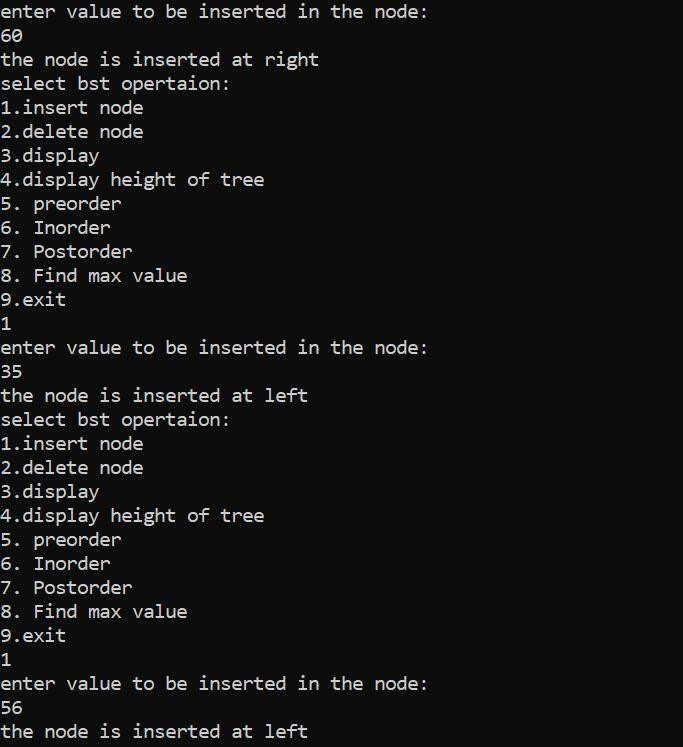 enter value to be inserted in the node:
60
the node is inserted at right
select bst opertaion:
1.insert node
2.delete node
3.display
4.display height of tree
5. preorder
6. Inorder
7. Postorder
8. Find max value
9.exit
1
enter value to be inserted in the node:
35
the node is inserted at left
select bst opertaion:
1.insert node
2.delete node
3.display
4.display height of tree
5. preorder
6. Inorder
7. Postorder
8. Find max value
9.exit
1
enter value to be inserted in the node:
56
the node is inserted at left